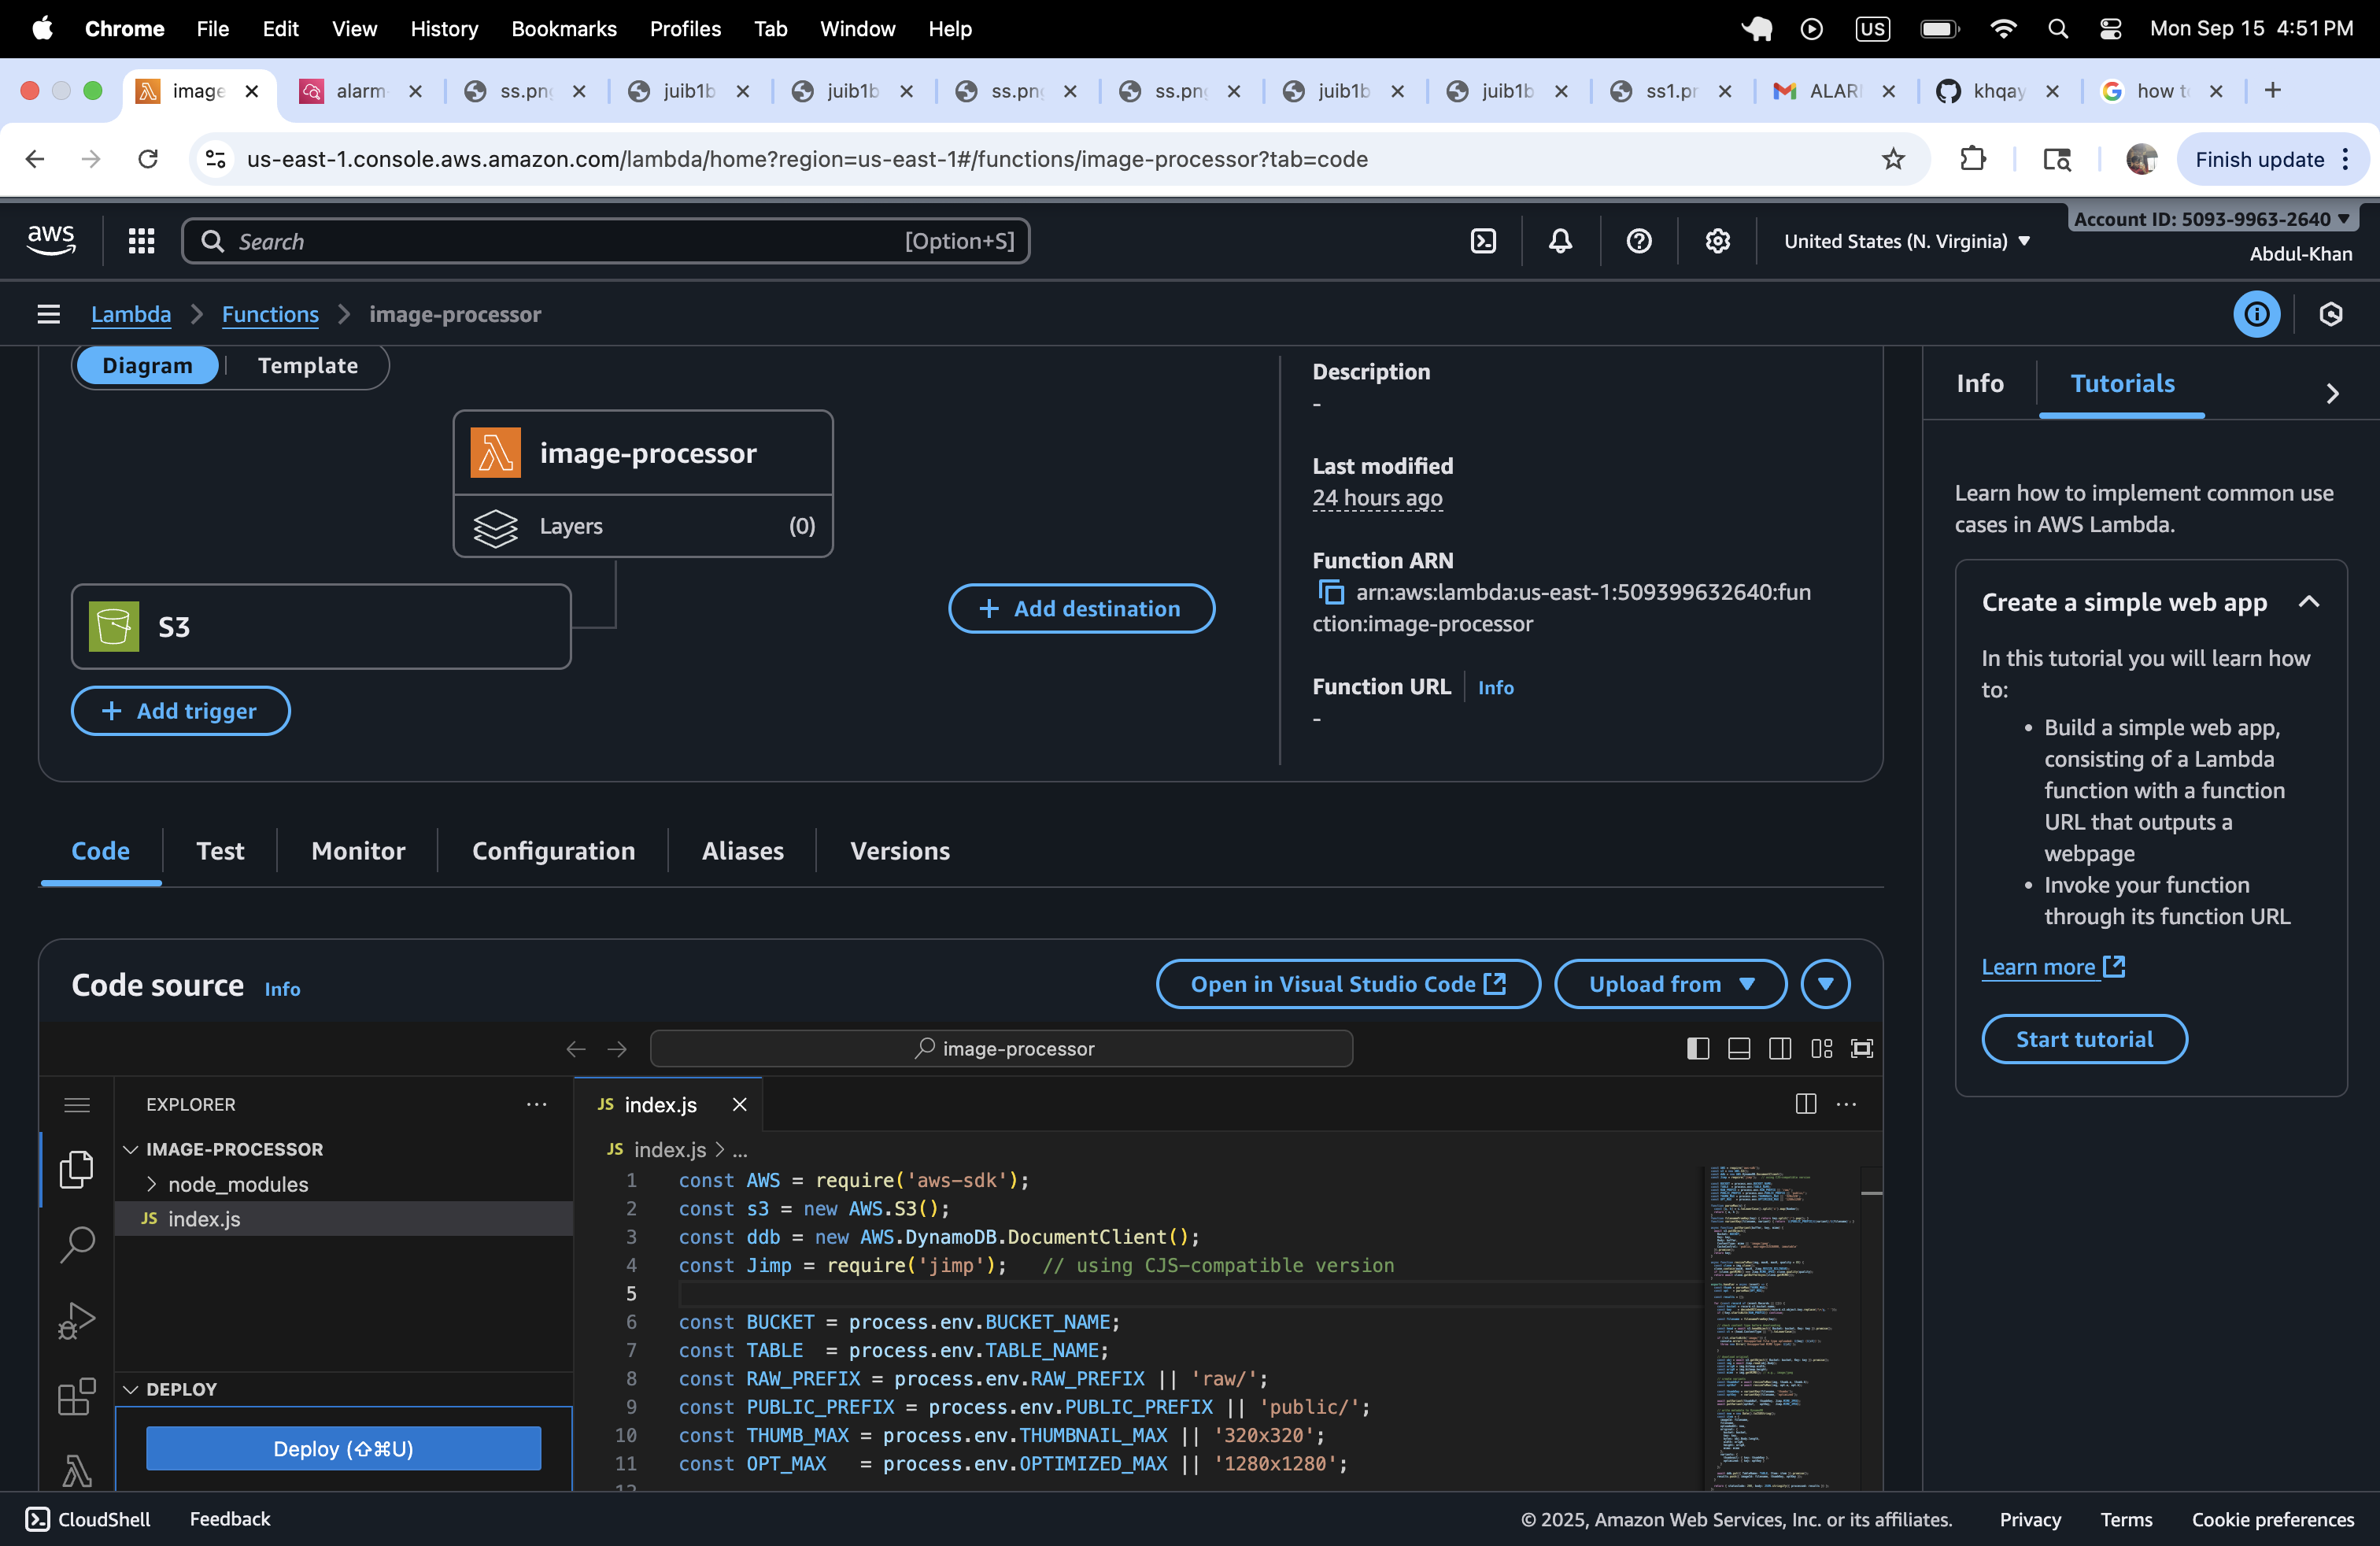 Chrome File Edit View History Bookmarks Profiles Tab Window Help US Mon Sep 15 4:51 PM
image alarm ss.png juib1b juib1b ss.png ss.png juib1b juib1b ss1.pr ALAR khqay how t
us-east-1.console.aws.amazon.com/lambda/home?region=us-east-1#/functions/image-processor?tab=code Finish update
aws Search [Option+S] United States (N. Virginia) Account ID: 5093-9963-2640
Abdul-Khan
Lambda Functions image-processor
Diagram Template
image-processor
Layers (0)
S3
Add destination
Add trigger
Description
-
Last modified
24 hours ago
Function ARN
arn:aws:lambda:us-east-1:509399632640:fun
ction:image-processor
Function URL Info
-
Info Tutorials
Learn how to implement common use
cases in AWS Lambda.
Create a simple web app
In this tutorial you will learn how
to:
• Build a simple web app,
consisting of a Lambda
function with a function
URL that outputs a
webpage
• Invoke your function
through its function URL
Learn more
Start tutorial
Code Test Monitor Configuration Aliases Versions
Code source Info Open in Visual Studio Code Upload from
image-processor
EXPLORER
IMAGE-PROCESSOR
node_modules
JS index.js
DEPLOY
Deploy (⇧⌘U)
JS index.js
JS index.js > ...
1 const AWS = require('aws-sdk');
2 const s3 = new AWS.S3();
3 const ddb = new AWS.DynamoDB.DocumentClient();
4 const Jimp = require('jimp');   // using CJS-compatible version
5
6 const BUCKET = process.env.BUCKET_NAME;
7 const TABLE  = process.env.TABLE_NAME;
8 const RAW_PREFIX = process.env.RAW_PREFIX || 'raw/';
9 const PUBLIC_PREFIX = process.env.PUBLIC_PREFIX || 'public/';
10 const THUMB_MAX = process.env.THUMBNAIL_MAX || '320x320';
11 const OPT_MAX   = process.env.OPTIMIZED_MAX || '1280x1280';
12
CloudShell Feedback © 2025, Amazon Web Services, Inc. or its affiliates. Privacy Terms Cookie preferences